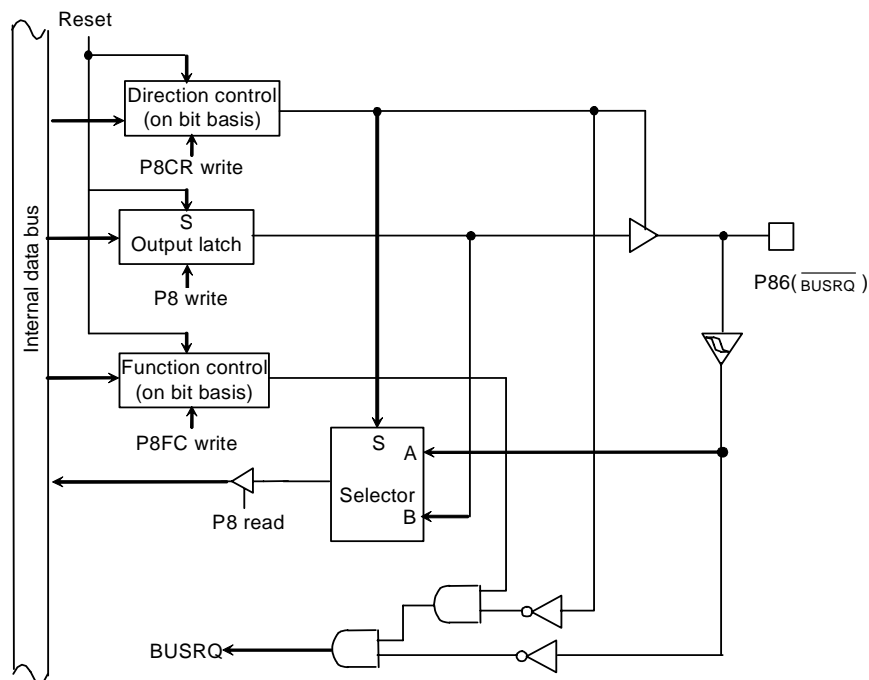 Reset
Direction control
(on bit basis)
P8CR write
S
Output latch
P8 write
P86(BUSRQ)
Internal data bus
Function control
(on bit basis)
P8FC write
S
A
Selector
B
P8 read
BUSRQ